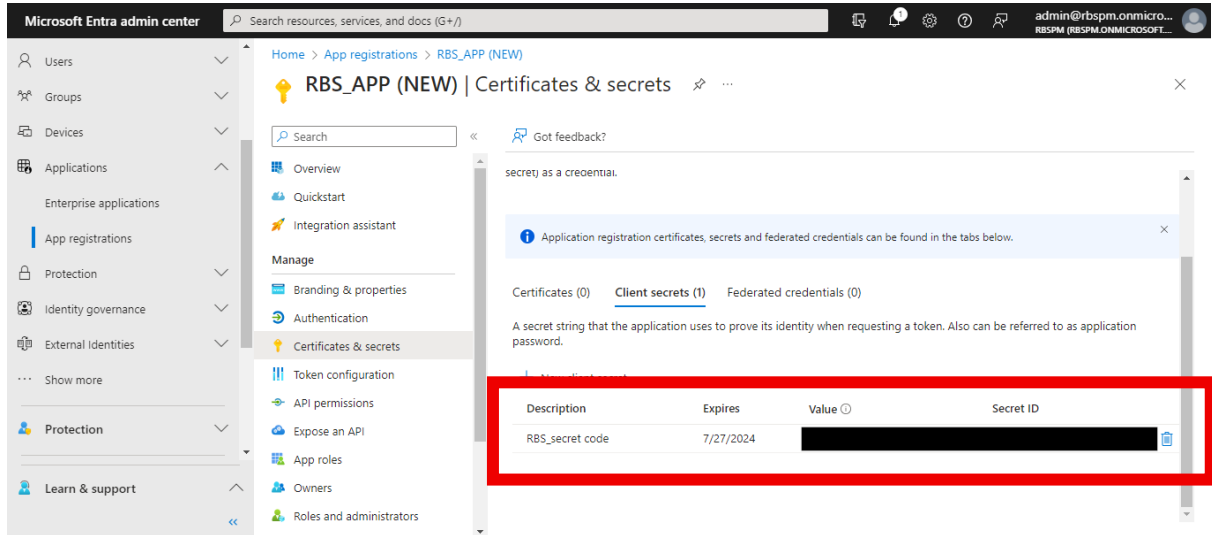 Microsoft Entra admin center
Search resources, services, and docs (G+/)
1
admin@rbspm.onmicro...
RBSPM (RBSPM.ONMICROSOFT....
Users
Groups
Devices
Applications
Enterprise applications
App registrations
Protection
Identity governance
External Identities
Show more
Protection
Learn & support
Home > App registrations > RBS_APP (NEW)
RBS_APP (NEW) | Certificates & secrets
Search
Overview
Quickstart
Integration assistant
Manage
Branding & properties
Authentication
Certificates & secrets
Token configuration
API permissions
Expose an API
App roles
Owners
Roles and administrators
Got feedback?
secret) as a credential.
Application registration certificates, secrets and federated credentials can be found in the tabs below.
Certificates (0) Client secrets (1) Federated credentials (0)
A secret string that the application uses to prove its identity when requesting a token. Also can be referred to as application
password.
New client secret
Description Expires Value Secret ID
RBS_secret code 7/27/2024